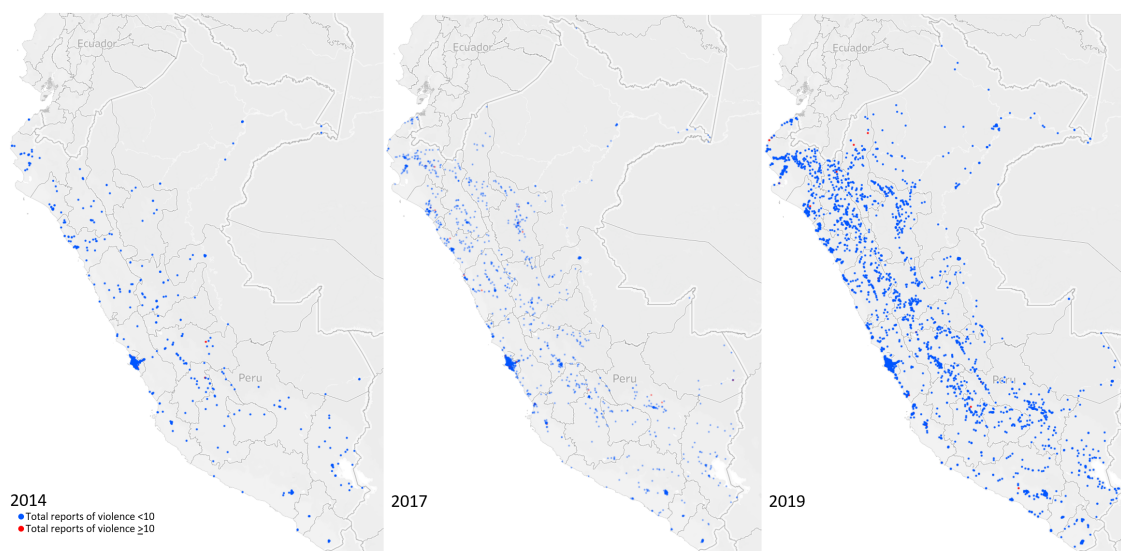 Ecuador
Peru
2014
Total reports of violence <10
Total reports of violence ≥10
Ecuador
Peru
2017
Ecuador
Peru
2019